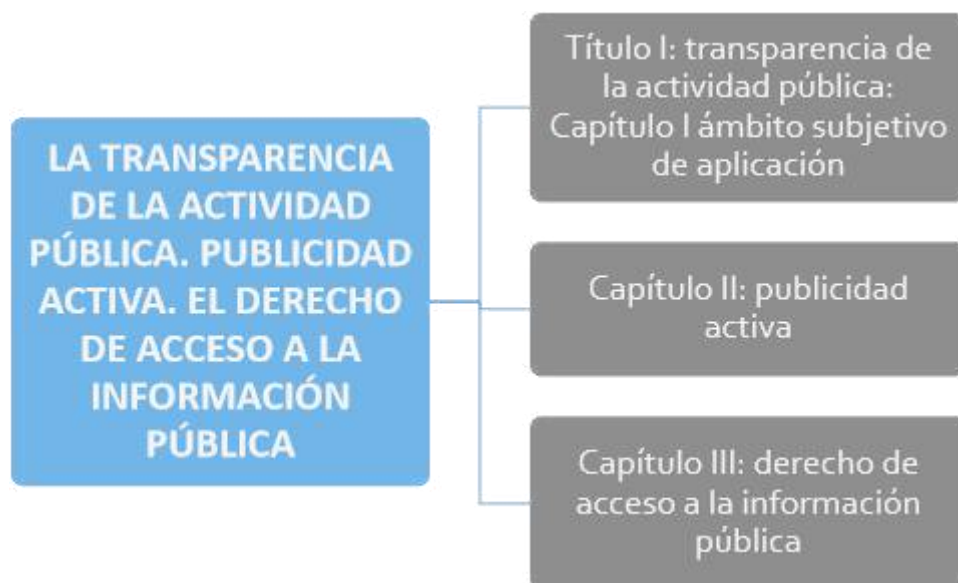 LA TRANSPARENCIA
DE LA ACTIVIDAD
PÚBLICA. PUBLICIDAD
ACTIVA. EL DERECHO
DE ACCESO A LA
INFORMACIÓN
PÚBLICA
Título I: transparencia de
la actividad pública:
Capítulo I ámbito subjetivo
de aplicación
Capítulo II: publicidad
activa
Capítulo III: derecho de
acceso a la información
pública